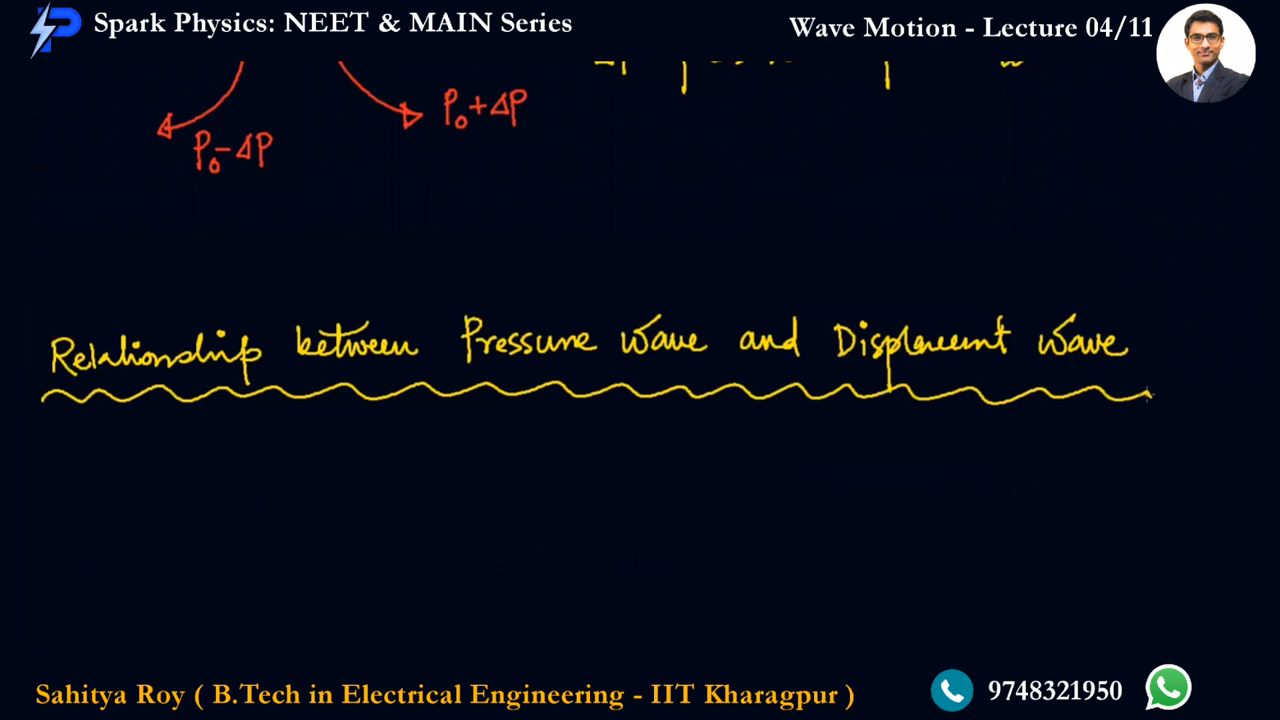 Spark Physics: NEET & MAIN Series
Wave Motion - Lecture 04/11
P₀+ΔP
P₀-ΔP
Relationship between Pressure wave and Displacement wave
Sahitya Roy ( B.Tech in Electrical Engineering - IIT Kharagpur )
9748321950